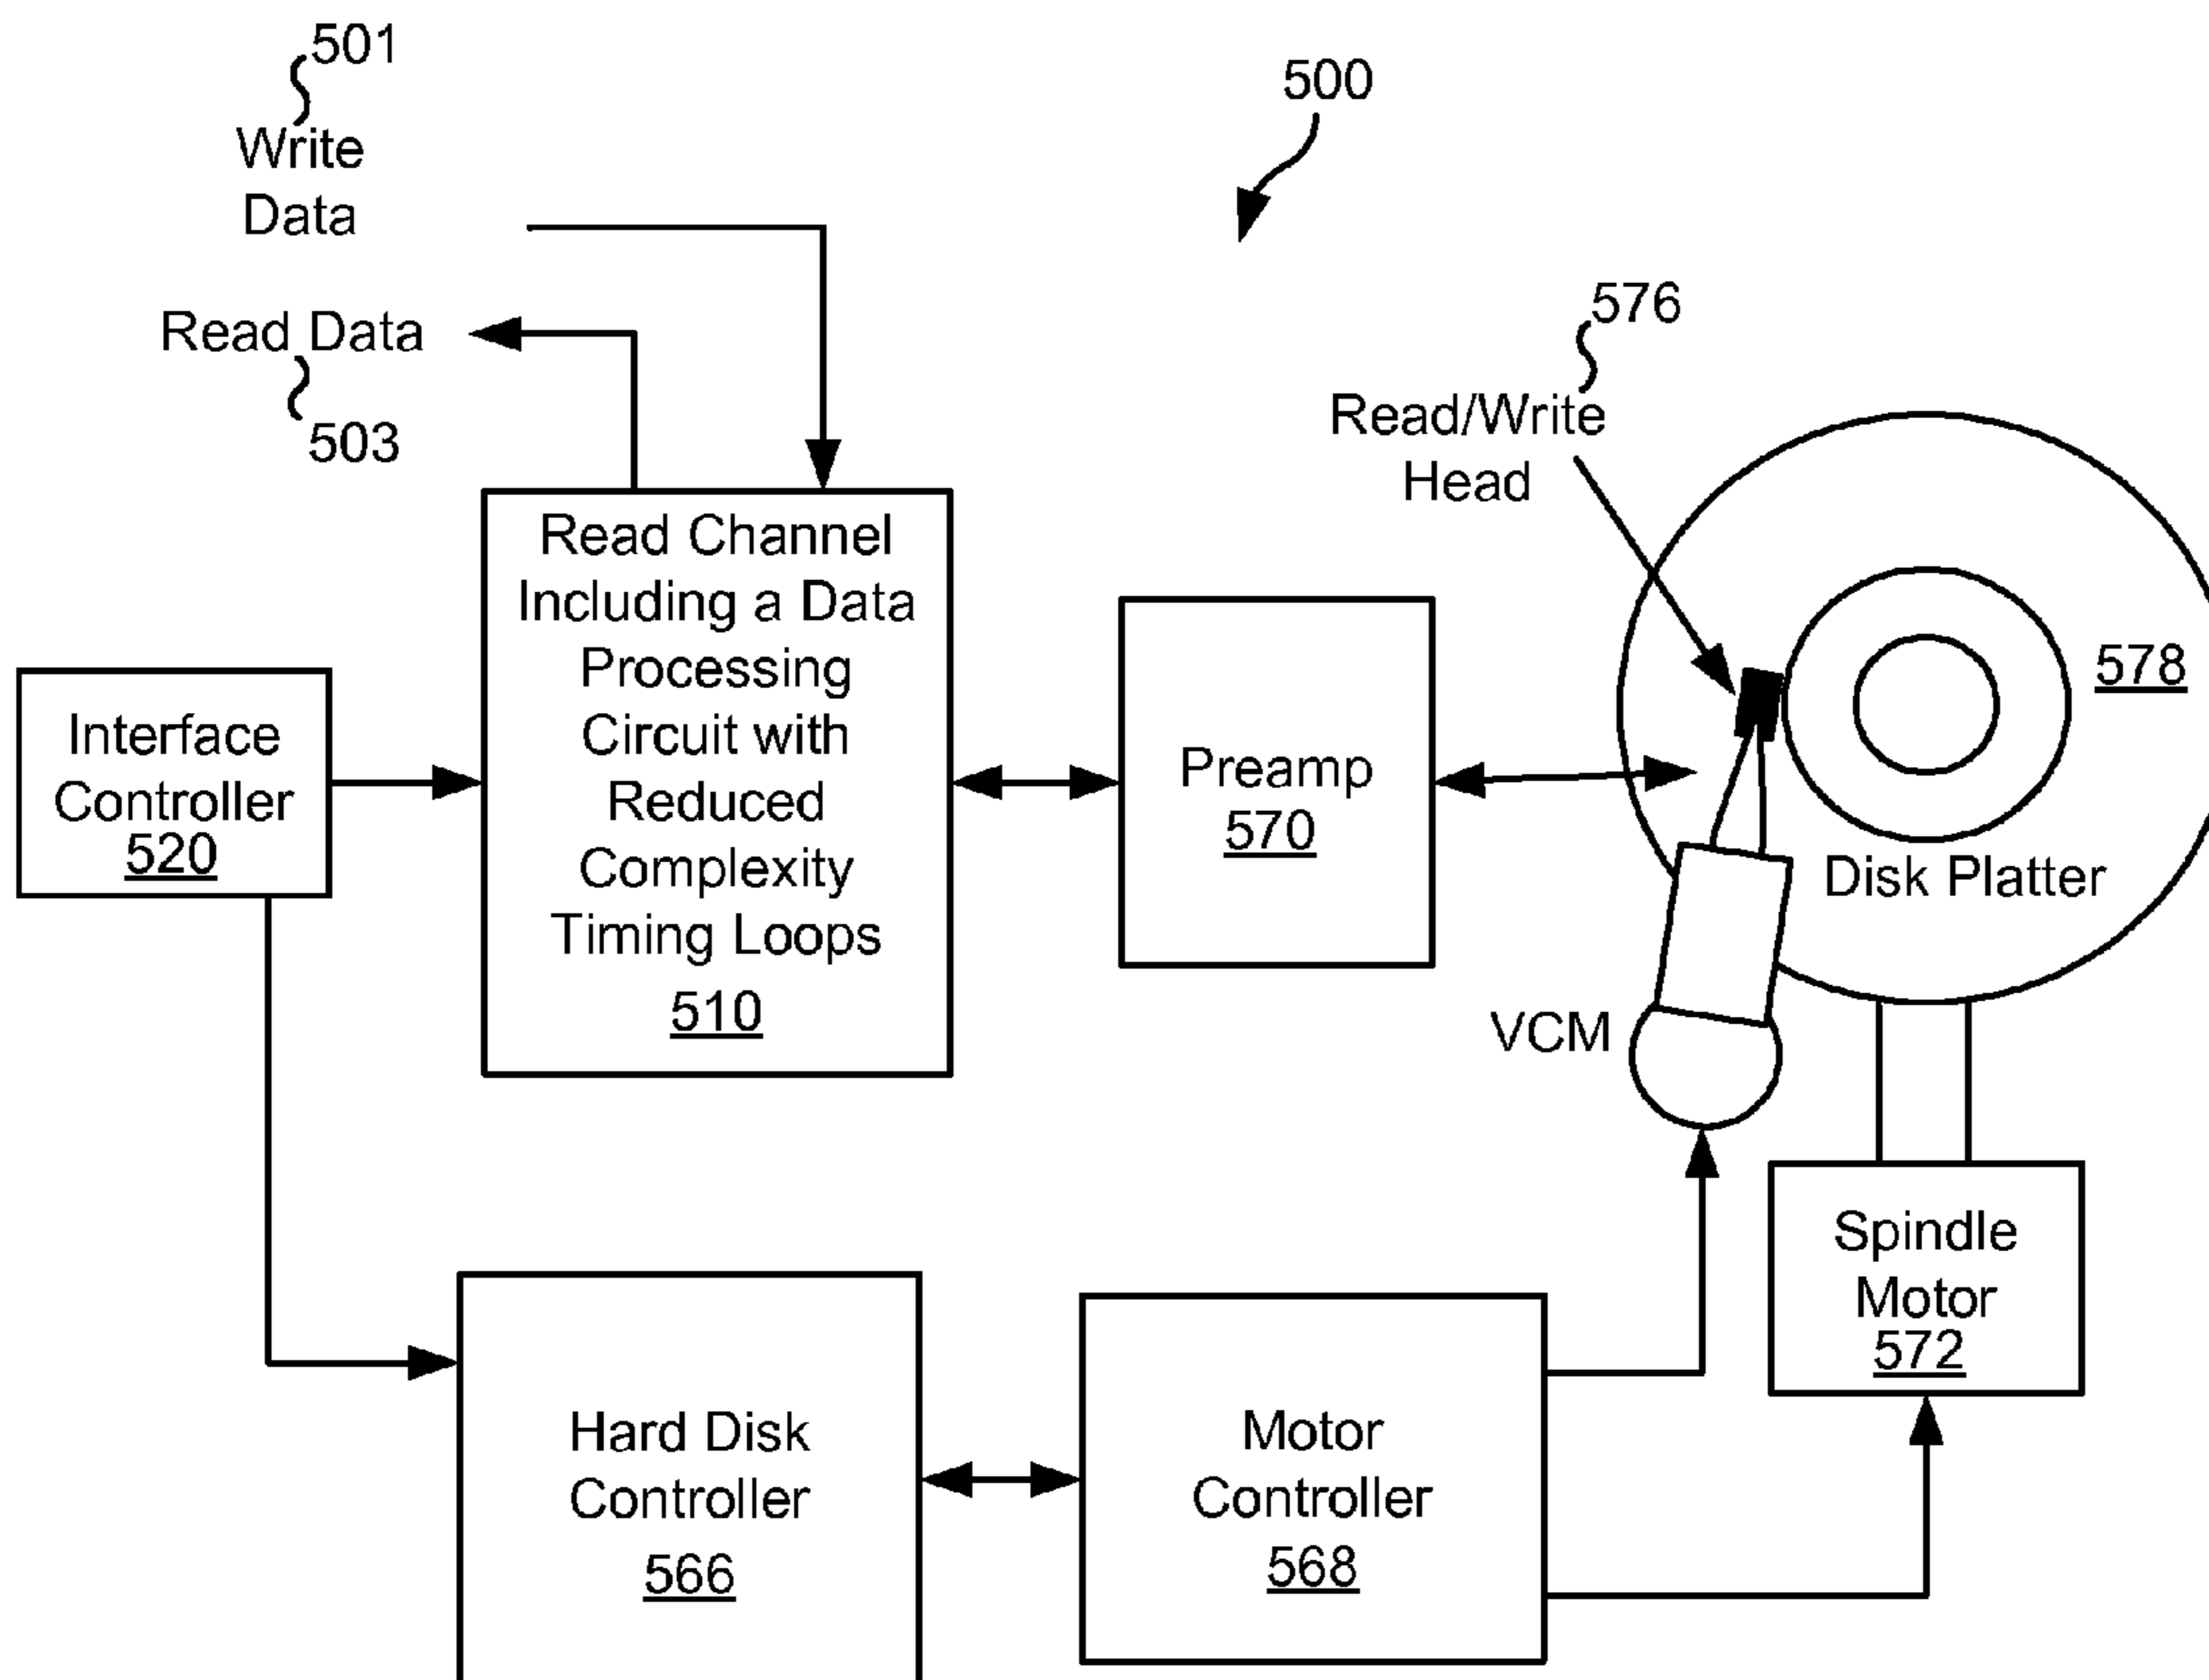 501
Write
Data
500
Read Data
503
576
Read/Write
Head
Read Channel
Including a Data
Processing
Circuit with
Reduced
Complexity
Timing Loops
510
Interface
Controller
520
Preamp
570
578
Disk Platter
VCM
Spindle
Motor
572
Hard Disk
Controller
566
Motor
Controller
568